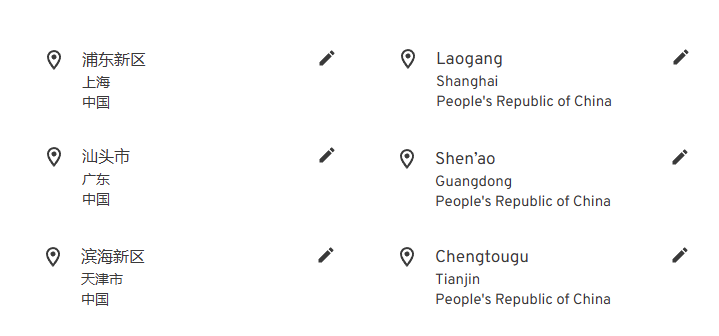 浦东新区
上海
中国
Laogang
Shanghai
People's Republic of China
汕头市
广东
中国
Shen’ao
Guangdong
People's Republic of China
滨海新区
天津市
中国
Chengtougu
Tianjin
People's Republic of China